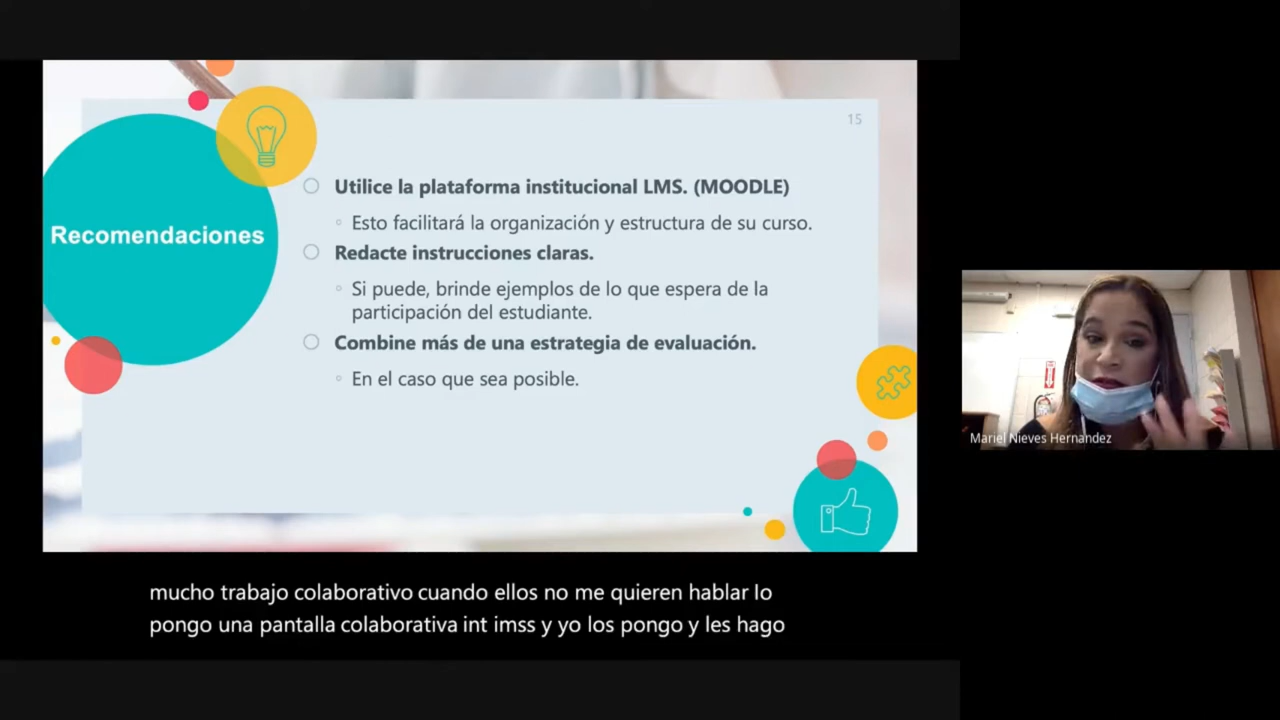 15
Recomendaciones
Utilice la plataforma institucional LMS. (MOODLE)
Esto facilitará la organización y estructura de su curso.
Redacte instrucciones claras.
Si puede, brinde ejemplos de lo que espera de la
participación del estudiante.
Combine más de una estrategia de evaluación.
En el caso que sea posible.
Mariel Nieves Hernandez
mucho trabajo colaborativo cuando ellos no me quieren hablar lo
pongo una pantalla colaborativa int imss y yo los pongo y les hago